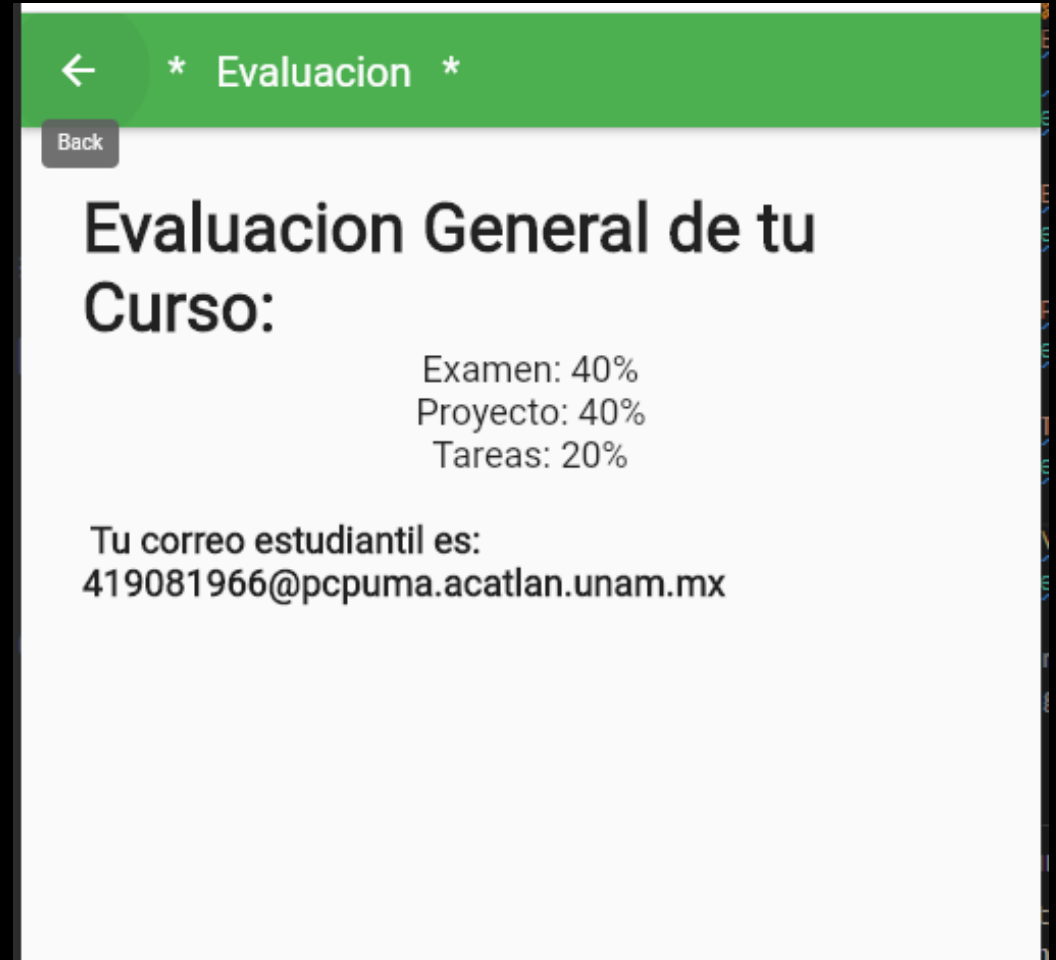 * Evaluacion *
Back
Evaluacion General de tu
Curso:
Examen: 40%
Proyecto: 40%
Tareas: 20%
Tu correo estudiantil es:
419081966@pcpuma.acatlan.unam.mx